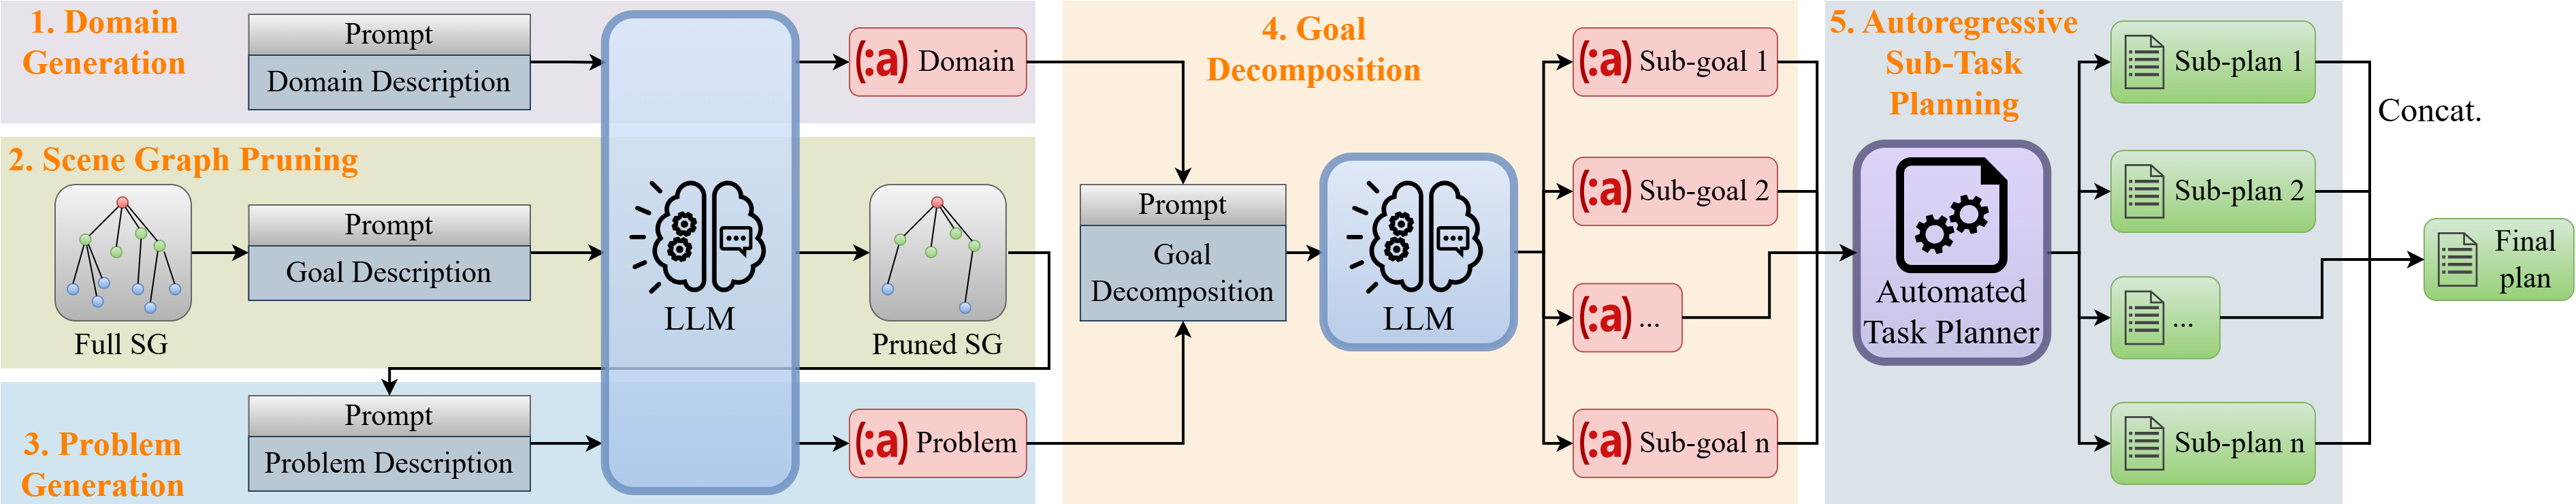 1. Domain
Generation
Prompt
Domain Description
(:a) Domain
2. Scene Graph Pruning
Full SG
Prompt
Goal Description
LLM
Pruned SG
3. Problem
Generation
Prompt
Problem Description
(:a) Problem
4. Goal
Decomposition
Prompt
Goal
Decomposition
LLM
(:a) Sub-goal 1
(:a) Sub-goal 2
(:a) ...
(:a) Sub-goal n
5. Autoregressive
Sub-Task
Planning
Automated
Task Planner
Sub-plan 1
Sub-plan 2
...
Sub-plan n
Concat.
Final
plan